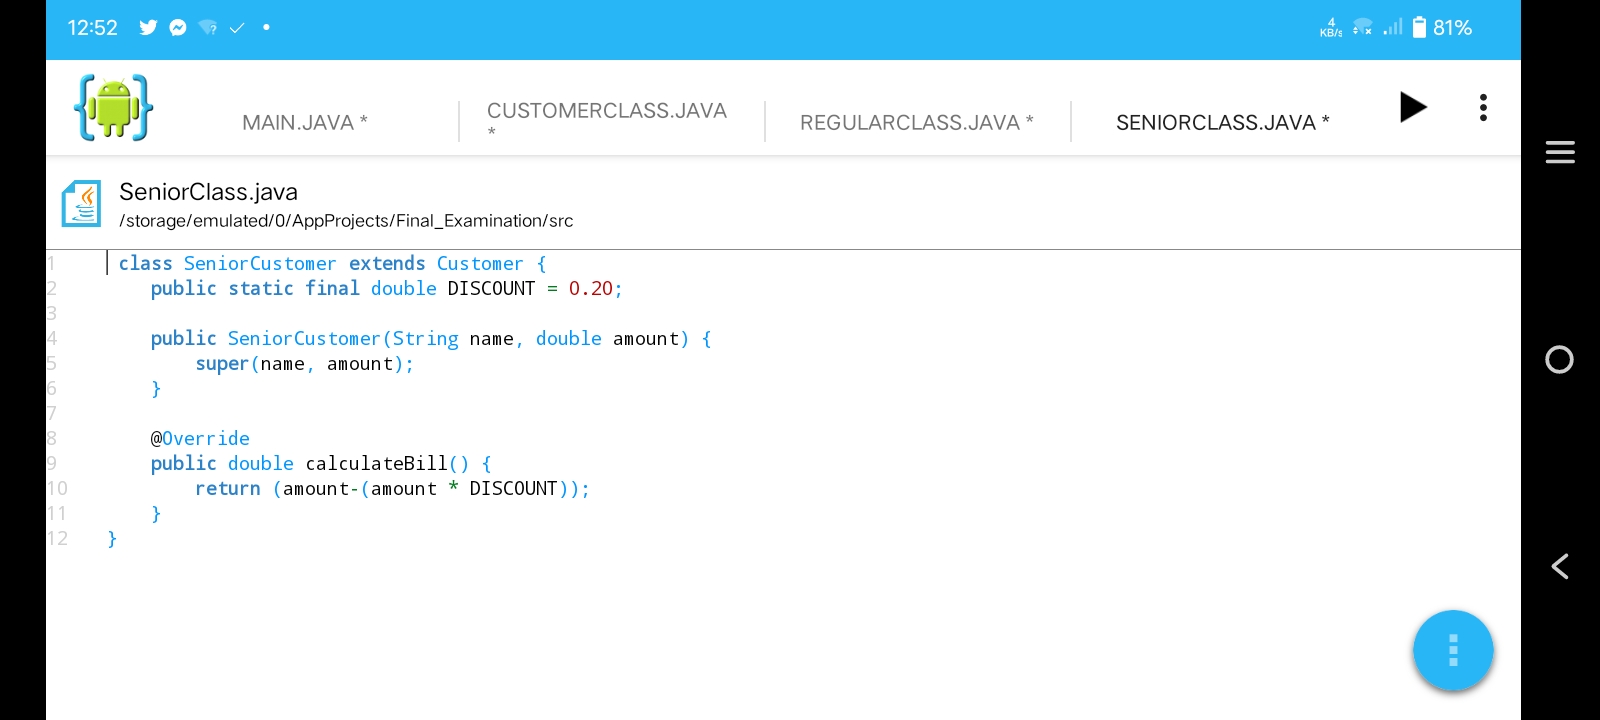 12:52
4
KB/s
81%
MAIN.JAVA *
CUSTOMERCLASS.JAVA
*
REGULARCLASS.JAVA *
SENIORCLASS.JAVA *
SeniorClass.java
/storage/emulated/0/AppProjects/Final_Examination/src
1 class SeniorCustomer extends Customer {
2 public static final double DISCOUNT = 0.20;
3
4 public SeniorCustomer(String name, double amount) {
5 super(name, amount);
6 }
7
8 @Override
9 public double calculateBill() {
10 return (amount-(amount * DISCOUNT));
11 }
12 }